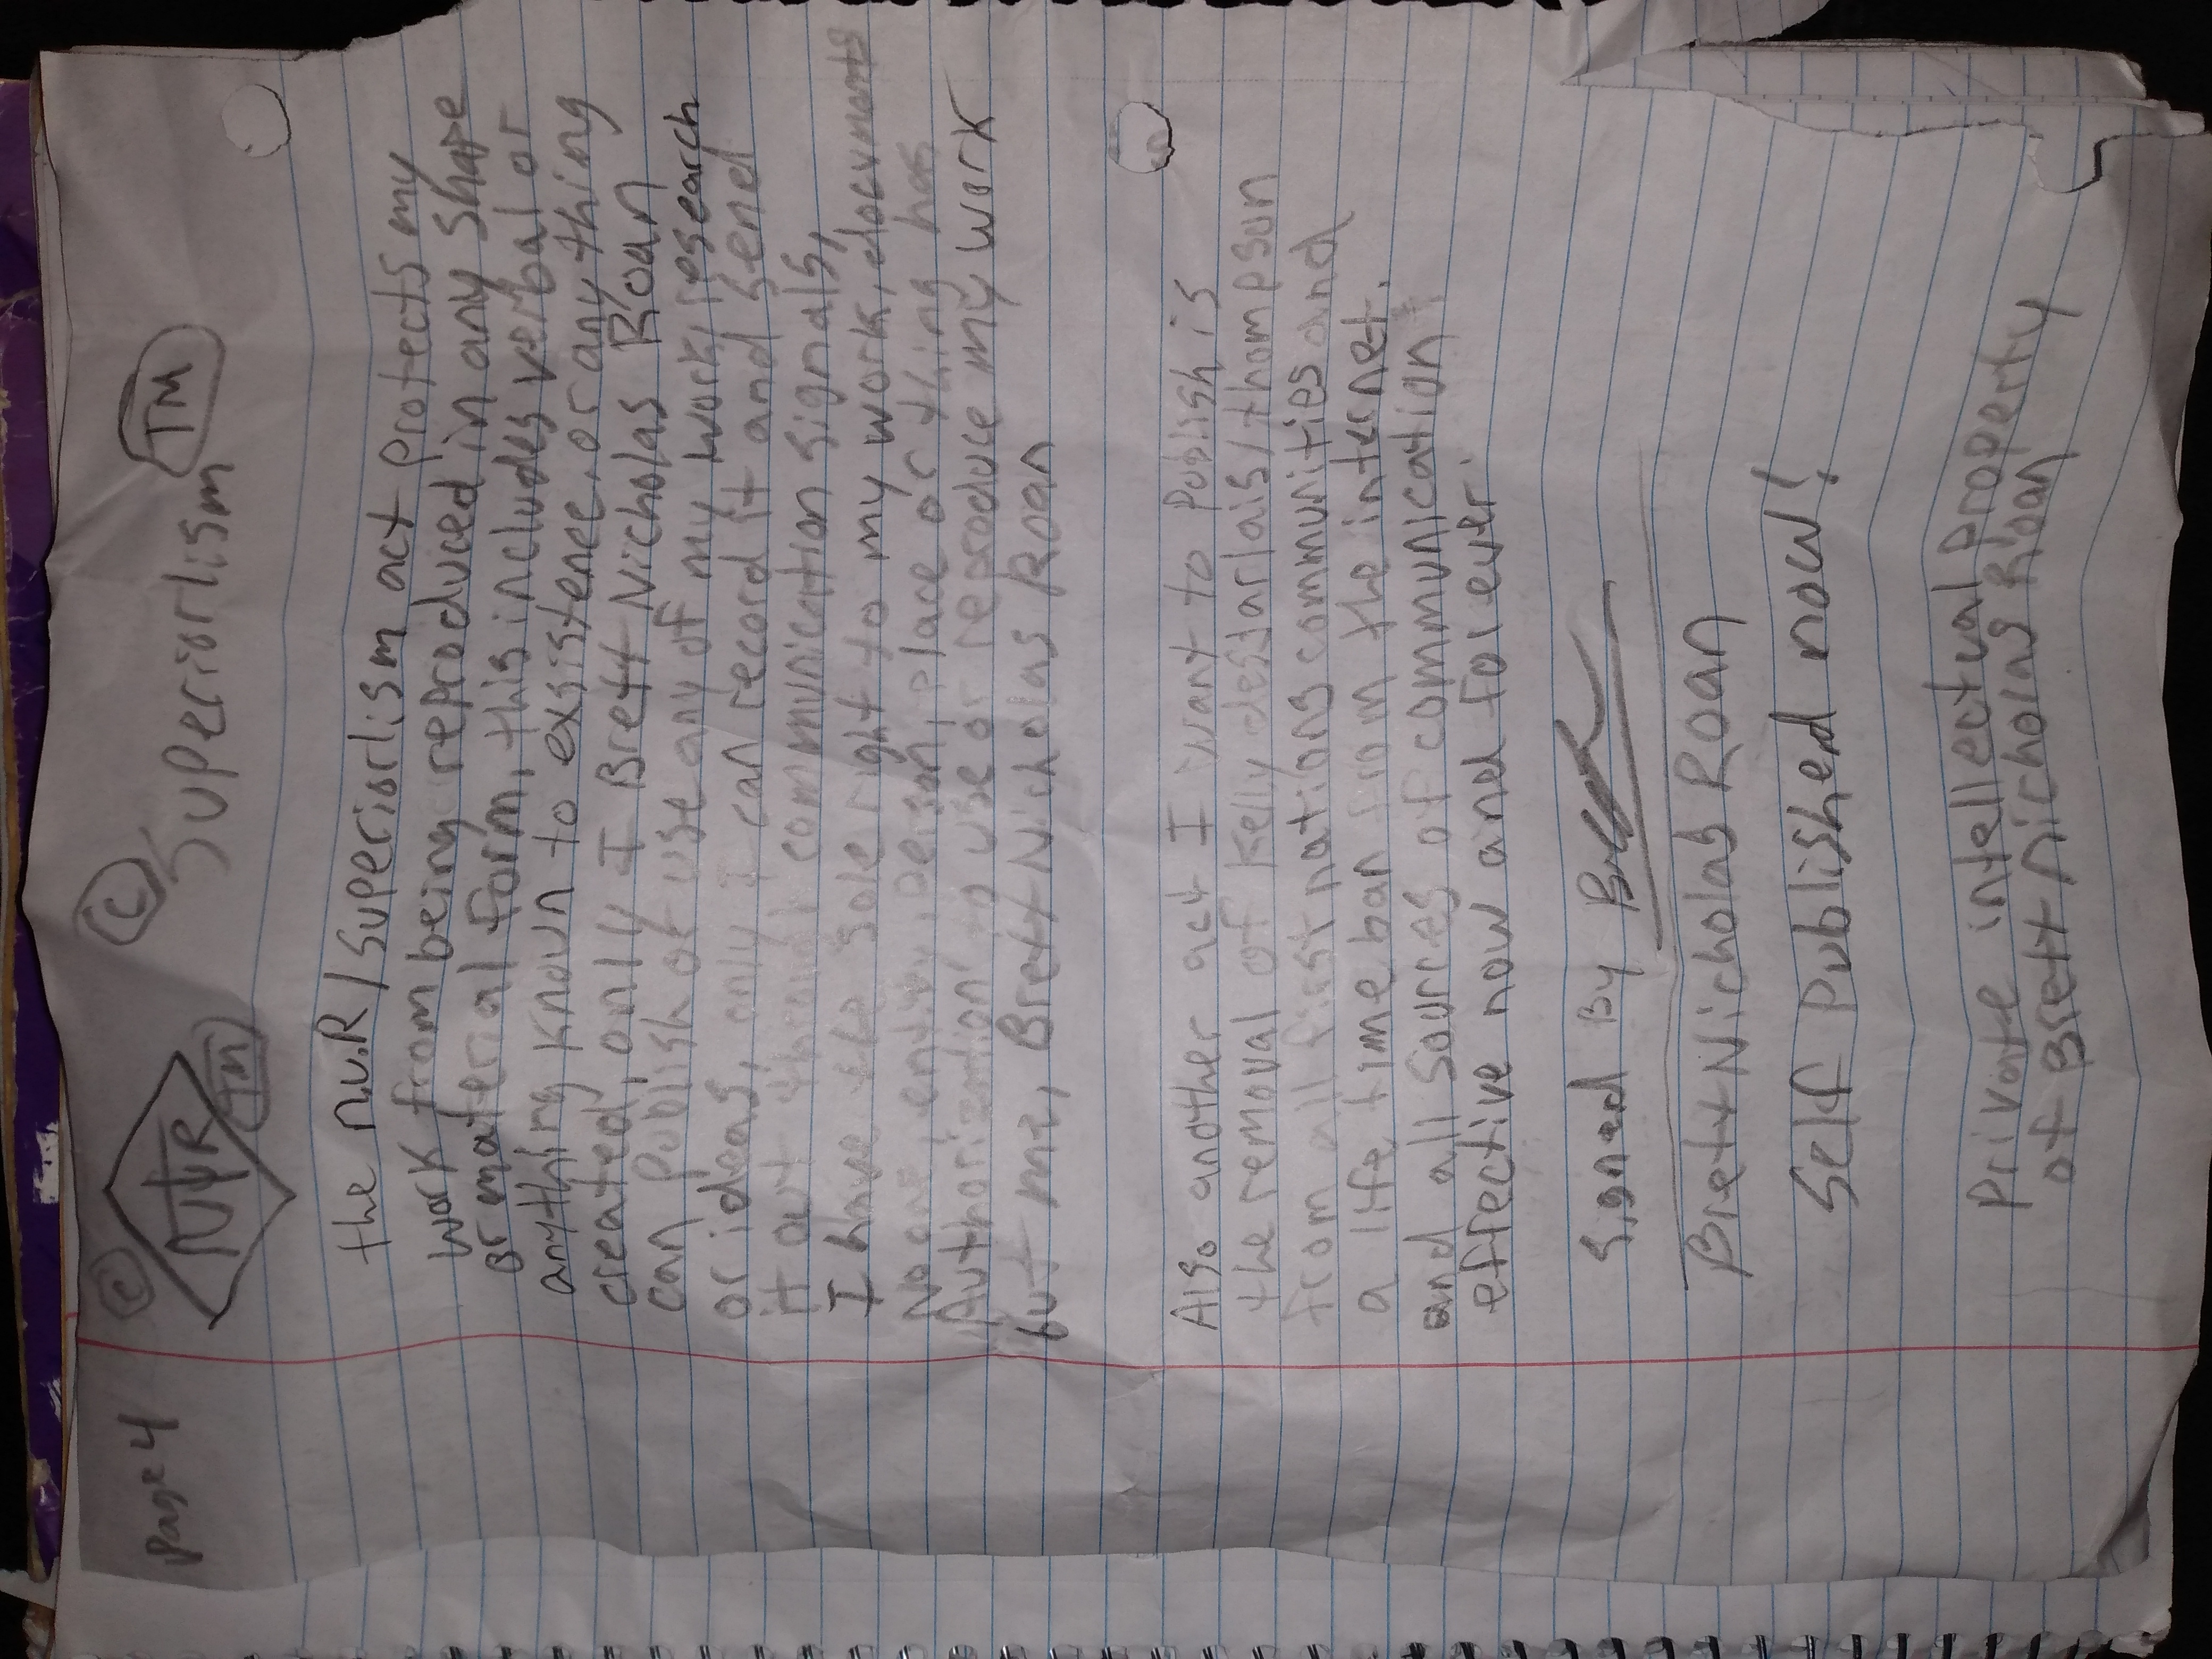 Page 4 © NΨR TM © Superiorlism TM
the n.v.R / Superiorlism act protects my
work from being reproduced in any shape
or material form, this includes verbal or
anything known to existence, or any thing
created, only I Brett Nicholas Roan
can publish or use any of my work, research
or ideas, only I can record it and send
it out through communication signals,
I have the sole right to my work, documents
No one, entity, person, place or thing has
Authorization to use or reproduce my work
but me, Brett Nicholas Roan
Also another act I want to Publish is
the removal of Kelly desjarlais / thompson
from all first nations communities and
a life time ban from the internet.
and all sources of communication
effective now and forever.
Signed By
Brett Nicholas Roan
Self Published now!
Private intellectual property
of Brett Nicholas Roan